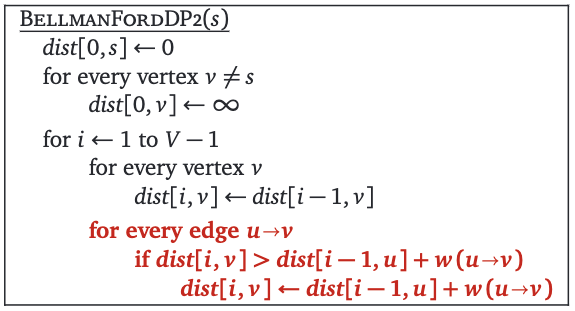 BELLMANFORDDP2(s)
dist[0,s] ← 0
for every vertex v ≠ s
dist[0,v] ← ∞
for i ← 1 to V − 1
for every vertex v
dist[i,v] ← dist[i−1,v]
for every edge u→v
if dist[i,v] > dist[i−1,u] + w(u→v)
dist[i,v] ← dist[i−1,u] + w(u→v)